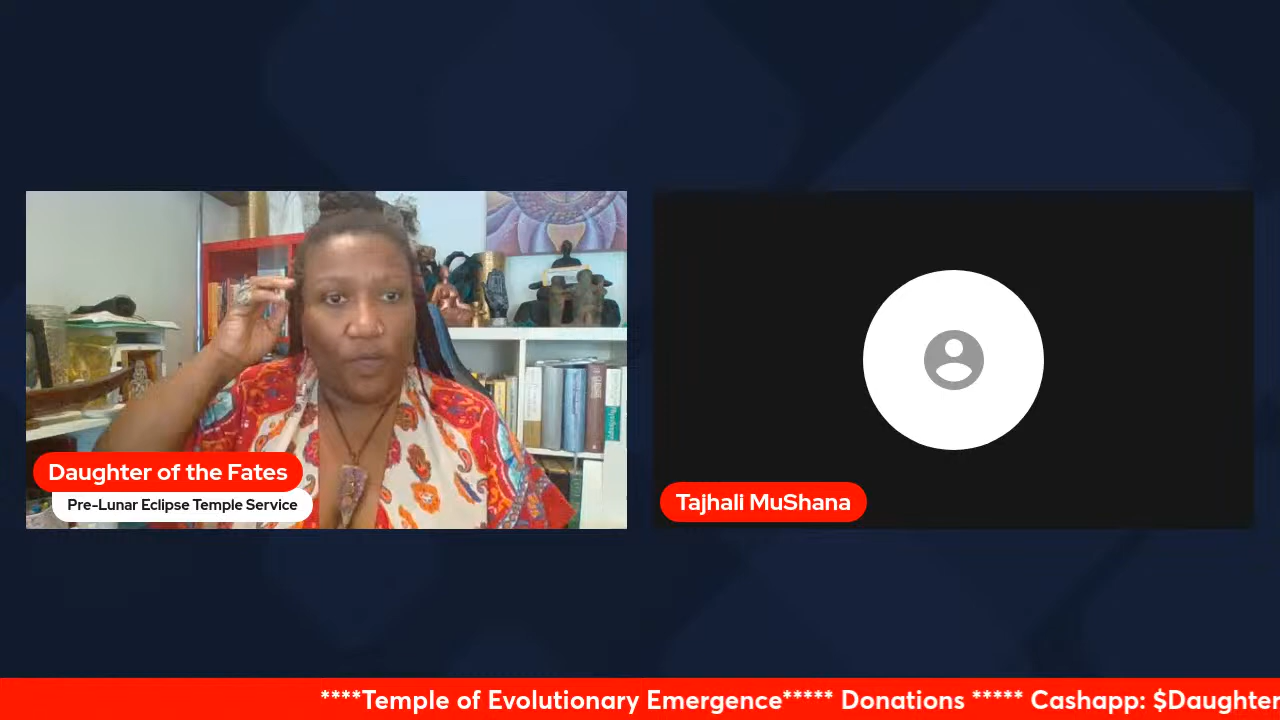 Daughter of the Fates
Pre-Lunar Eclipse Temple Service
Tajhali MuShana
****Temple of Evolutionary Emergence***** Donations ***** Cashapp: $Daughter